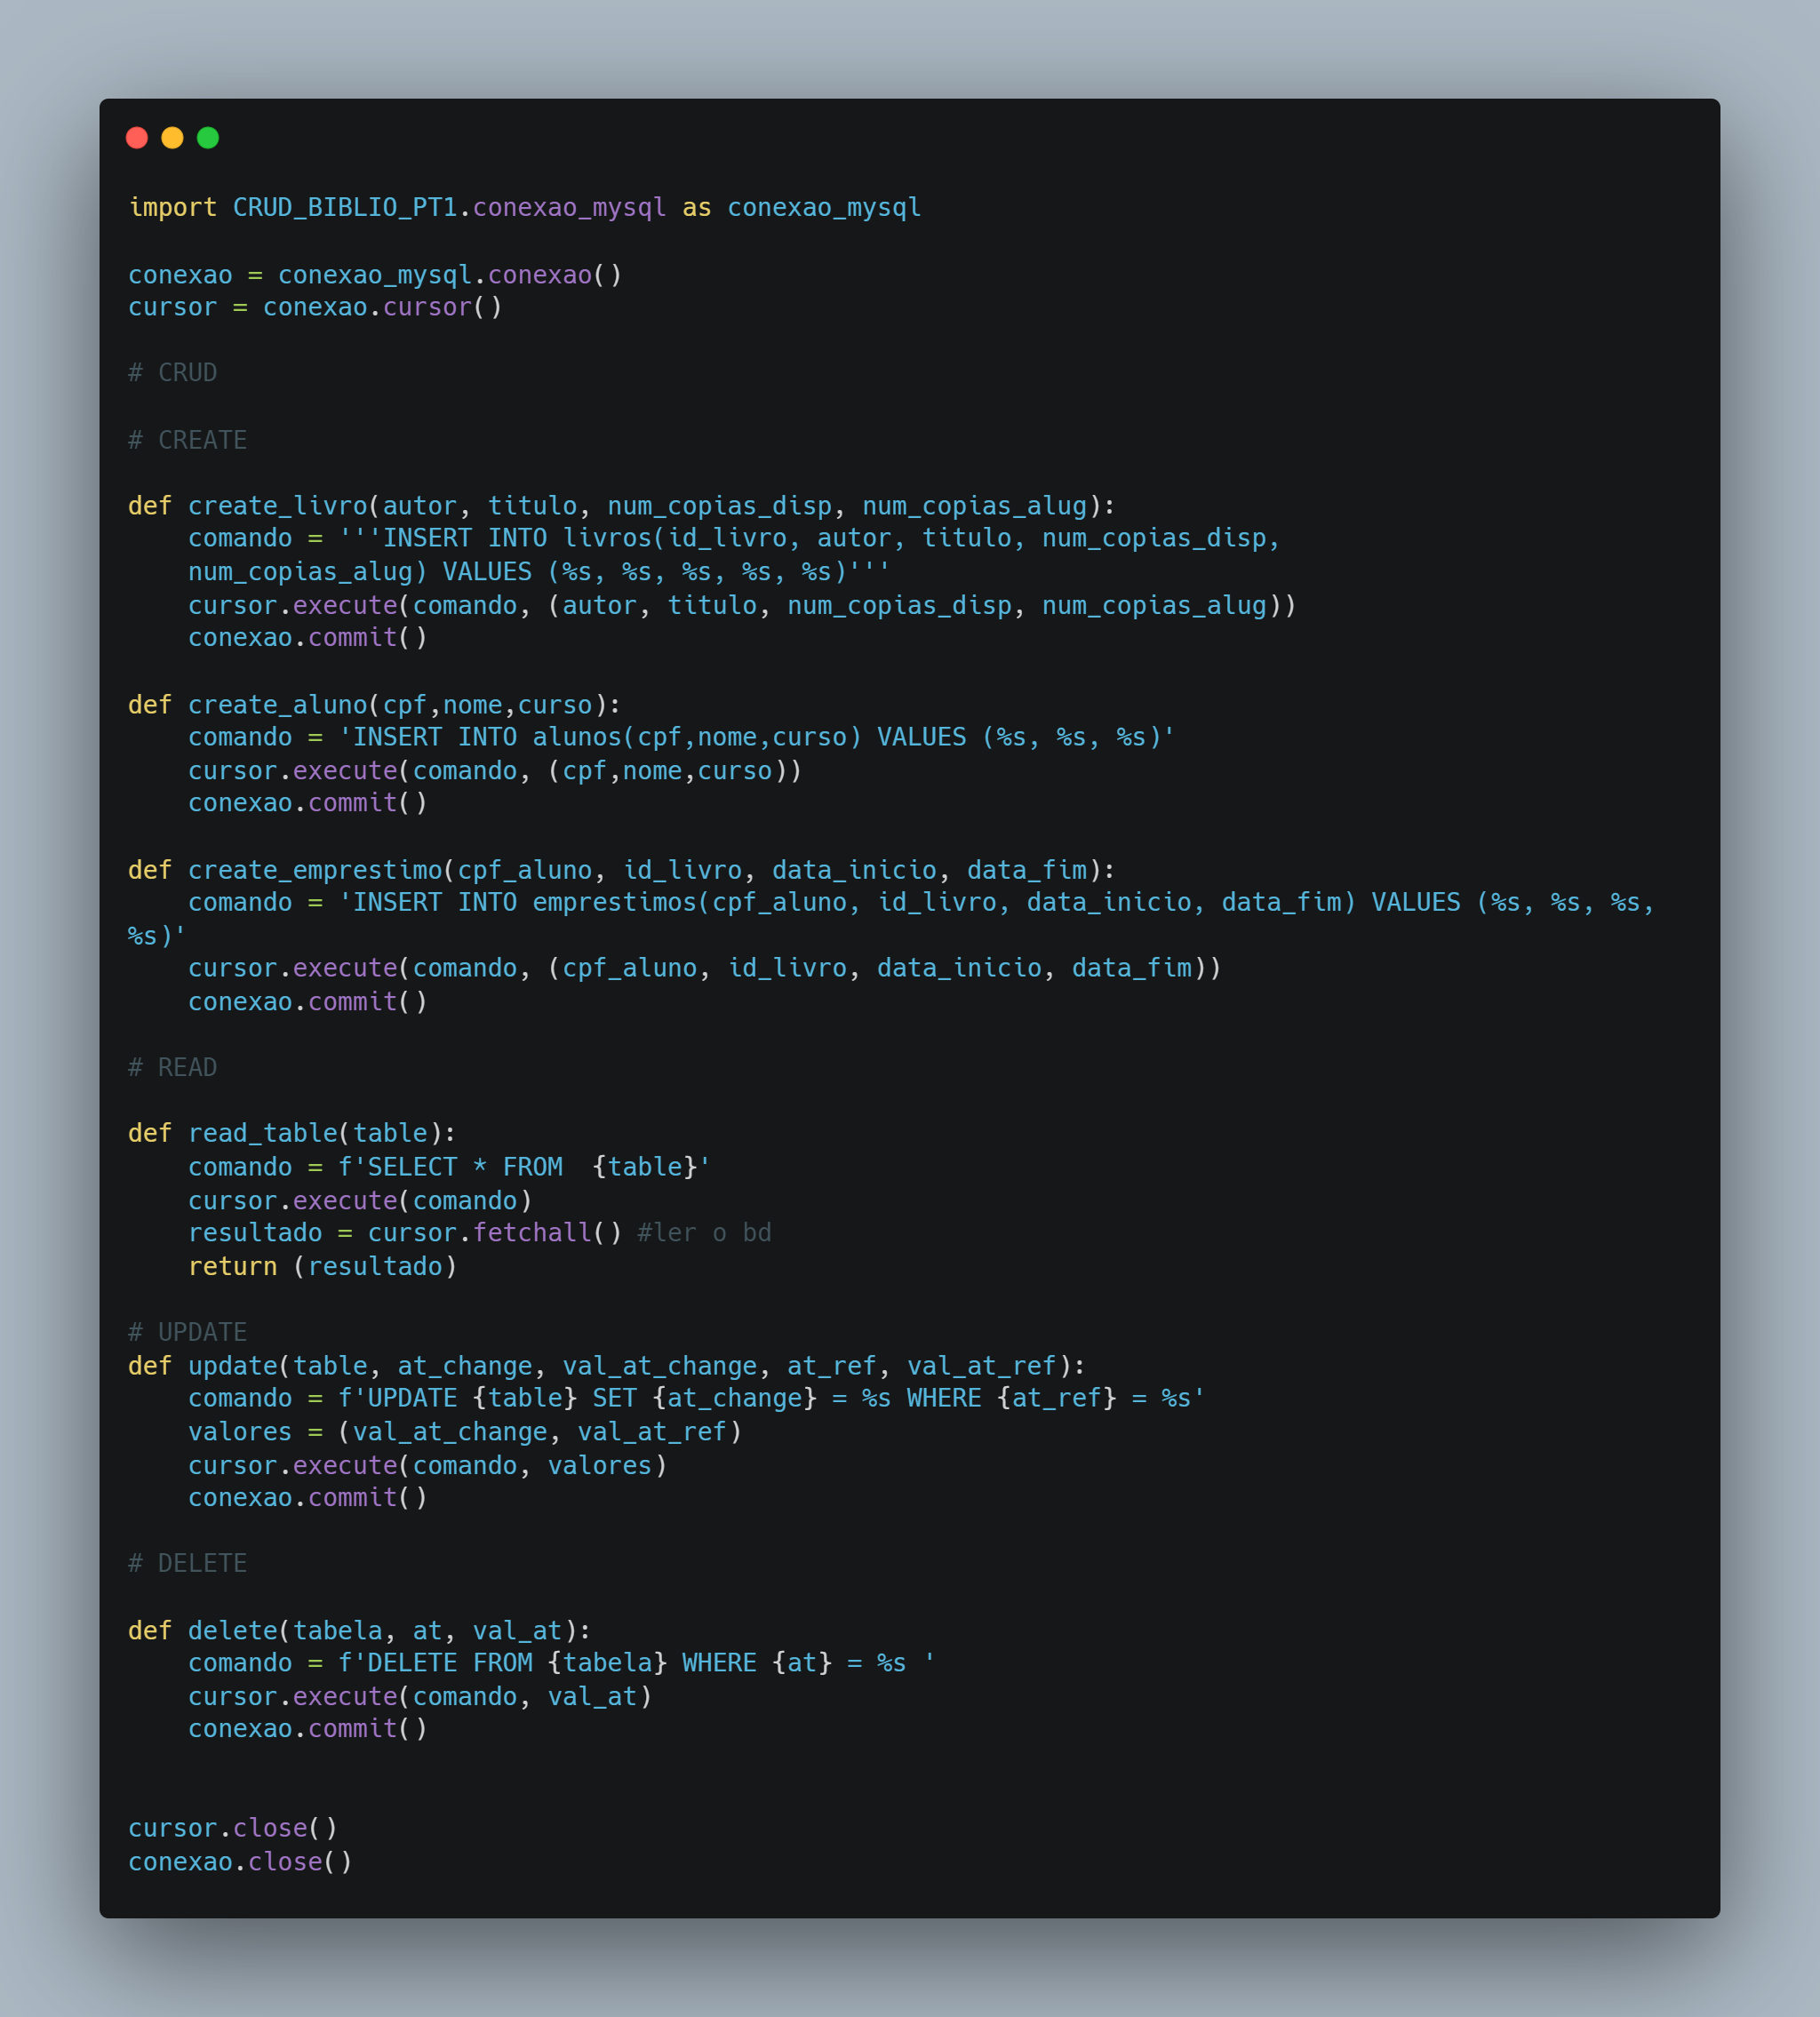 import CRUD_BIBLIO_PT1.conexao_mysql as conexao_mysql

conexao = conexao_mysql.conexao()
cursor = conexao.cursor()

# CRUD

# CREATE

def create_livro(autor, titulo, num_copias_disp, num_copias_alug):
    comando = '''INSERT INTO livros(id_livro, autor, titulo, num_copias_disp,
    num_copias_alug) VALUES (%s, %s, %s, %s, %s)'''
    cursor.execute(comando, (autor, titulo, num_copias_disp, num_copias_alug))
    conexao.commit()

def create_aluno(cpf,nome,curso):
    comando = 'INSERT INTO alunos(cpf,nome,curso) VALUES (%s, %s, %s)'
    cursor.execute(comando, (cpf,nome,curso))
    conexao.commit()

def create_emprestimo(cpf_aluno, id_livro, data_inicio, data_fim):
    comando = 'INSERT INTO emprestimos(cpf_aluno, id_livro, data_inicio, data_fim) VALUES (%s, %s, %s,
%s)'
    cursor.execute(comando, (cpf_aluno, id_livro, data_inicio, data_fim))
    conexao.commit()

# READ

def read_table(table):
    comando = f'SELECT * FROM  {table}'
    cursor.execute(comando)
    resultado = cursor.fetchall() #ler o bd
    return (resultado)

# UPDATE
def update(table, at_change, val_at_change, at_ref, val_at_ref):
    comando = f'UPDATE {table} SET {at_change} = %s WHERE {at_ref} = %s'
    valores = (val_at_change, val_at_ref)
    cursor.execute(comando, valores)
    conexao.commit()

# DELETE

def delete(tabela, at, val_at):
    comando = f'DELETE FROM {tabela} WHERE {at} = %s '
    cursor.execute(comando, val_at)
    conexao.commit()


cursor.close()
conexao.close()